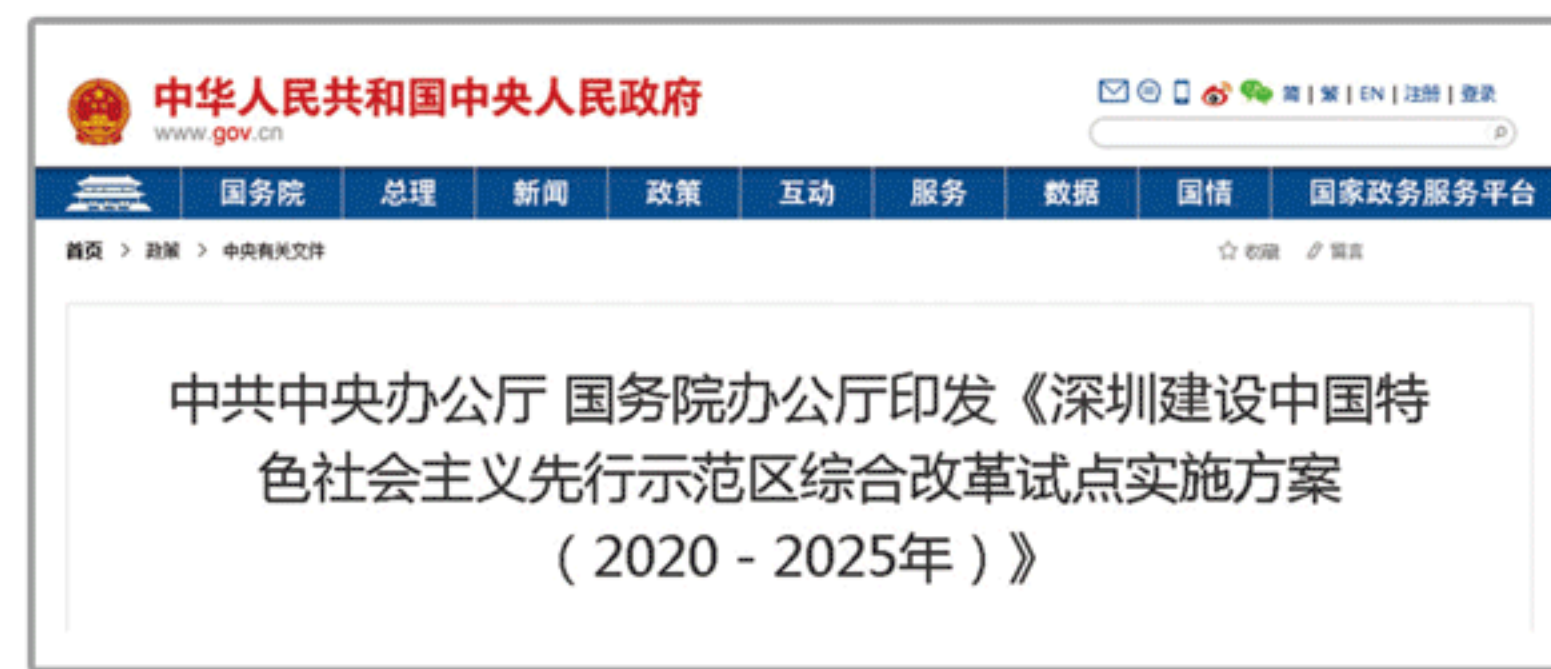 中华人民共和国中央人民政府
www.gov.cn
简 | 繁 | EN | 注册 | 登录
国务院 总理 新闻 政策 互动 服务 数据 国情 国家政务服务平台
首页 > 政策 > 中央有关文件
收藏 留言
中共中央办公厅 国务院办公厅印发《深圳建设中国特
色社会主义先行示范区综合改革试点实施方案
（2020－2025年）》